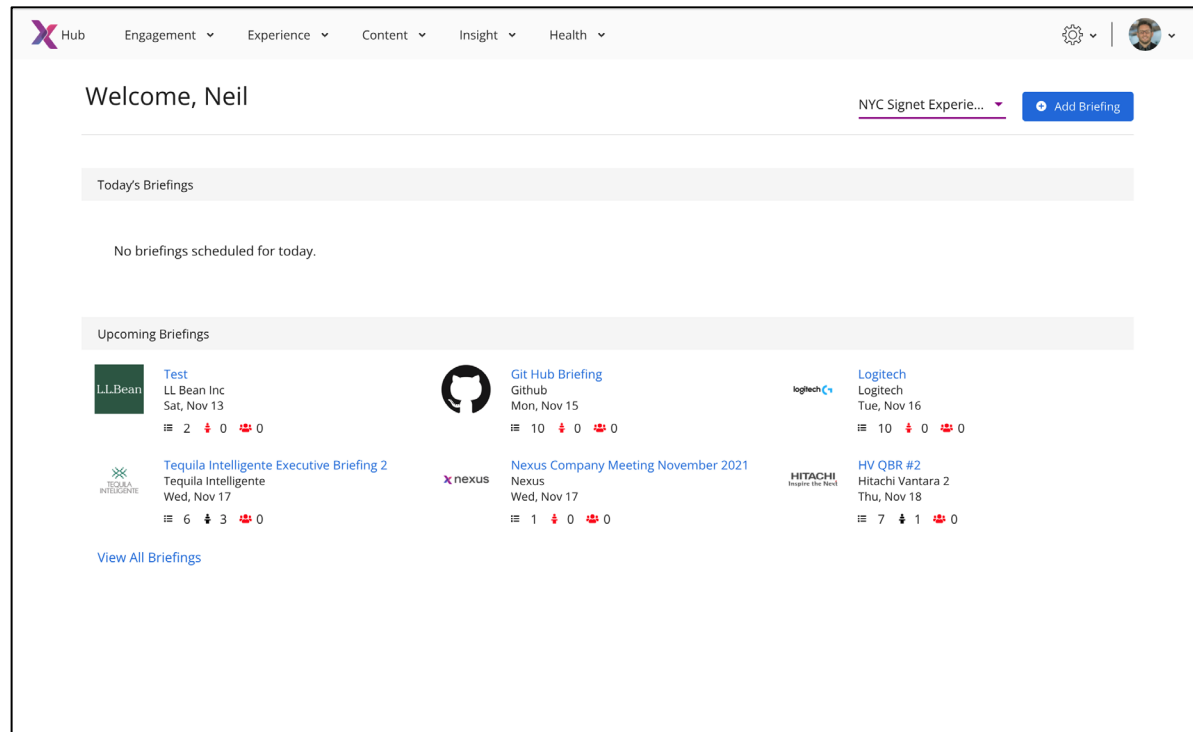 Hub Engagement Experience Content Insight Health
Welcome, Neil
NYC Signet Experie... Add Briefing
Today's Briefings
No briefings scheduled for today.
Upcoming Briefings
L.L.Bean
Test
LL Bean Inc
Sat, Nov 13
2 0 0
Git Hub Briefing
Github
Mon, Nov 15
10 0 0
logitech
Logitech
Logitech
Tue, Nov 16
10 0 0
TEQUILA
INTELIGENTE
Tequila Intelligente Executive Briefing 2
Tequila Intelligente
Wed, Nov 17
6 3 0
nexus
Nexus Company Meeting November 2021
Nexus
Wed, Nov 17
1 0 0
HITACHI
Inspire the Next
HV QBR #2
Hitachi Vantara 2
Thu, Nov 18
7 1 0
View All Briefings